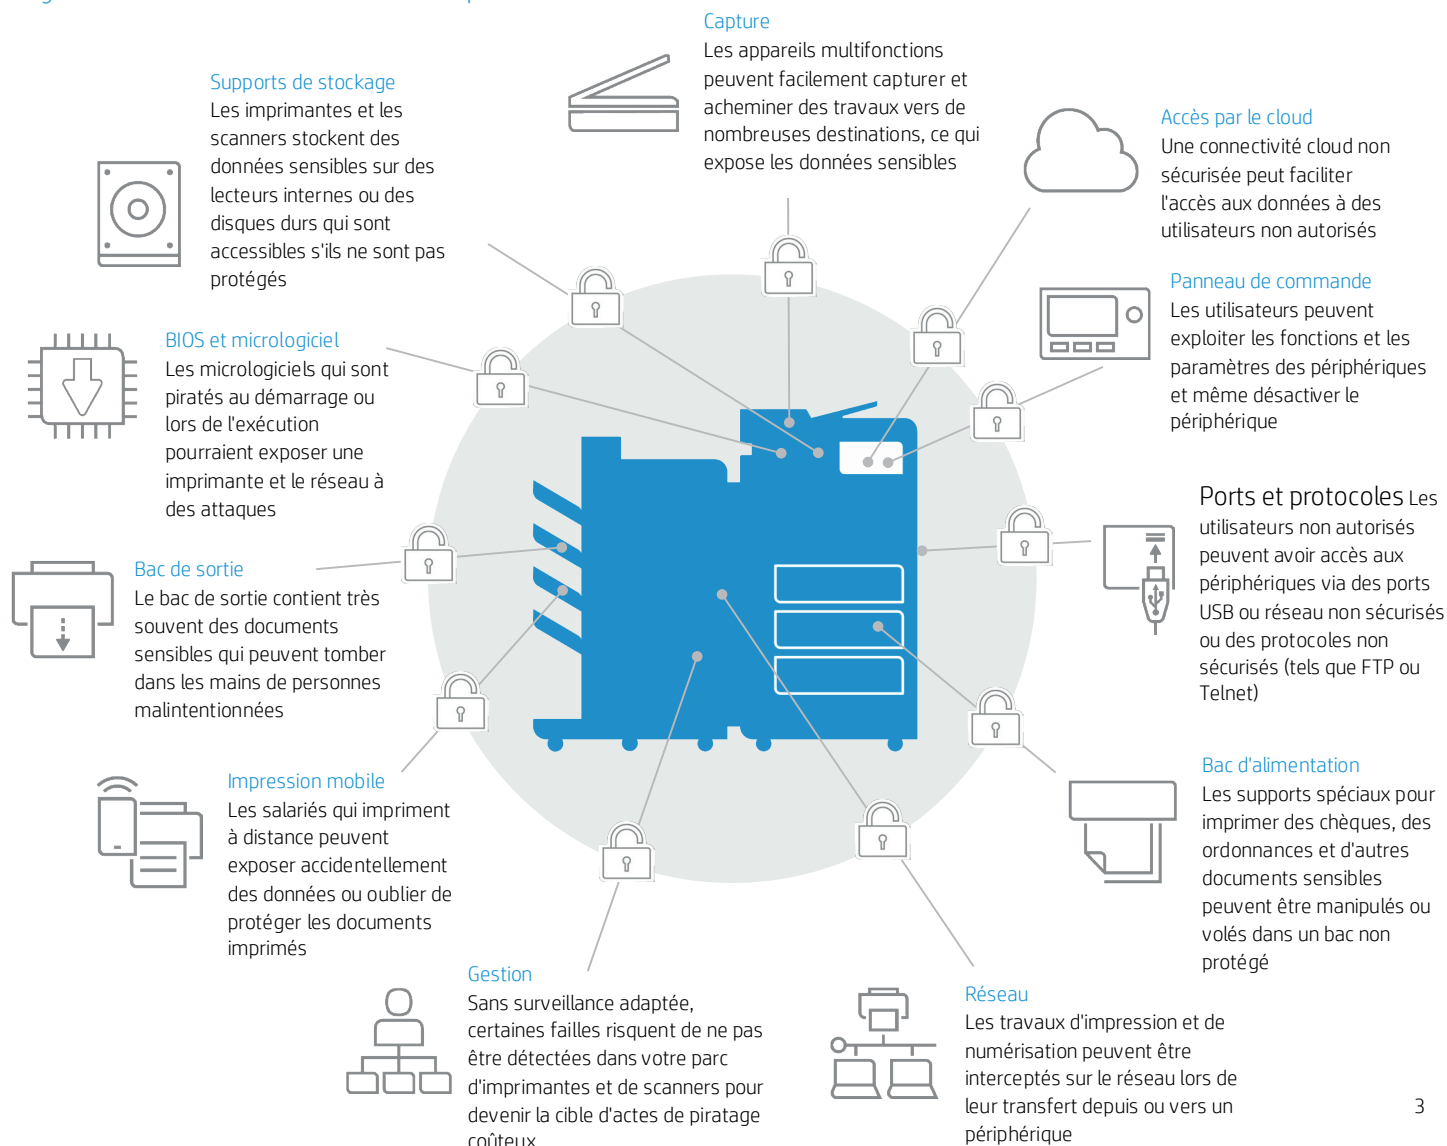 Capture
Les appareils multifonctions
peuvent facilement capturer et
acheminer des travaux vers de
nombreuses destinations, ce qui
expose les données sensibles
Supports de stockage
Les imprimantes et les
scanners stockent des
données sensibles sur des
lecteurs internes ou des
disques durs qui sont
accessibles s'ils ne sont pas
protégés
Accès par le cloud
Une connectivité cloud non
sécurisée peut faciliter
l'accès aux données à des
utilisateurs non autorisés
Panneau de commande
Les utilisateurs peuvent
exploiter les fonctions et les
paramètres des périphériques
et même désactiver le
périphérique
BIOS et micrologiciel
Les micrologiciels qui sont
piratés au démarrage ou
lors de l'exécution
pourraient exposer une
imprimante et le réseau à
des attaques
Ports et protocoles Les
utilisateurs non autorisés
peuvent avoir accès aux
périphériques via des ports
USB ou réseau non sécurisés
ou des protocoles non
sécurisés (tels que FTP ou
Telnet)
Bac de sortie
Le bac de sortie contient très
souvent des documents
sensibles qui peuvent tomber
dans les mains de personnes
malintentionnées
Bac d'alimentation
Les supports spéciaux pour
imprimer des chèques, des
ordonnances et d'autres
documents sensibles
peuvent être manipulés ou
volés dans un bac non
protégé
Impression mobile
Les salariés qui impriment
à distance peuvent
exposer accidentellement
des données ou oublier de
protéger les documents
imprimés
Gestion
Sans surveillance adaptée,
certaines failles risquent de ne pas
être détectées dans votre parc
d'imprimantes et de scanners pour
devenir la cible d'actes de piratage
coûteux
Réseau
Les travaux d'impression et de
numérisation peuvent être
interceptés sur le réseau lors de
leur transfert depuis ou vers un
périphérique
3